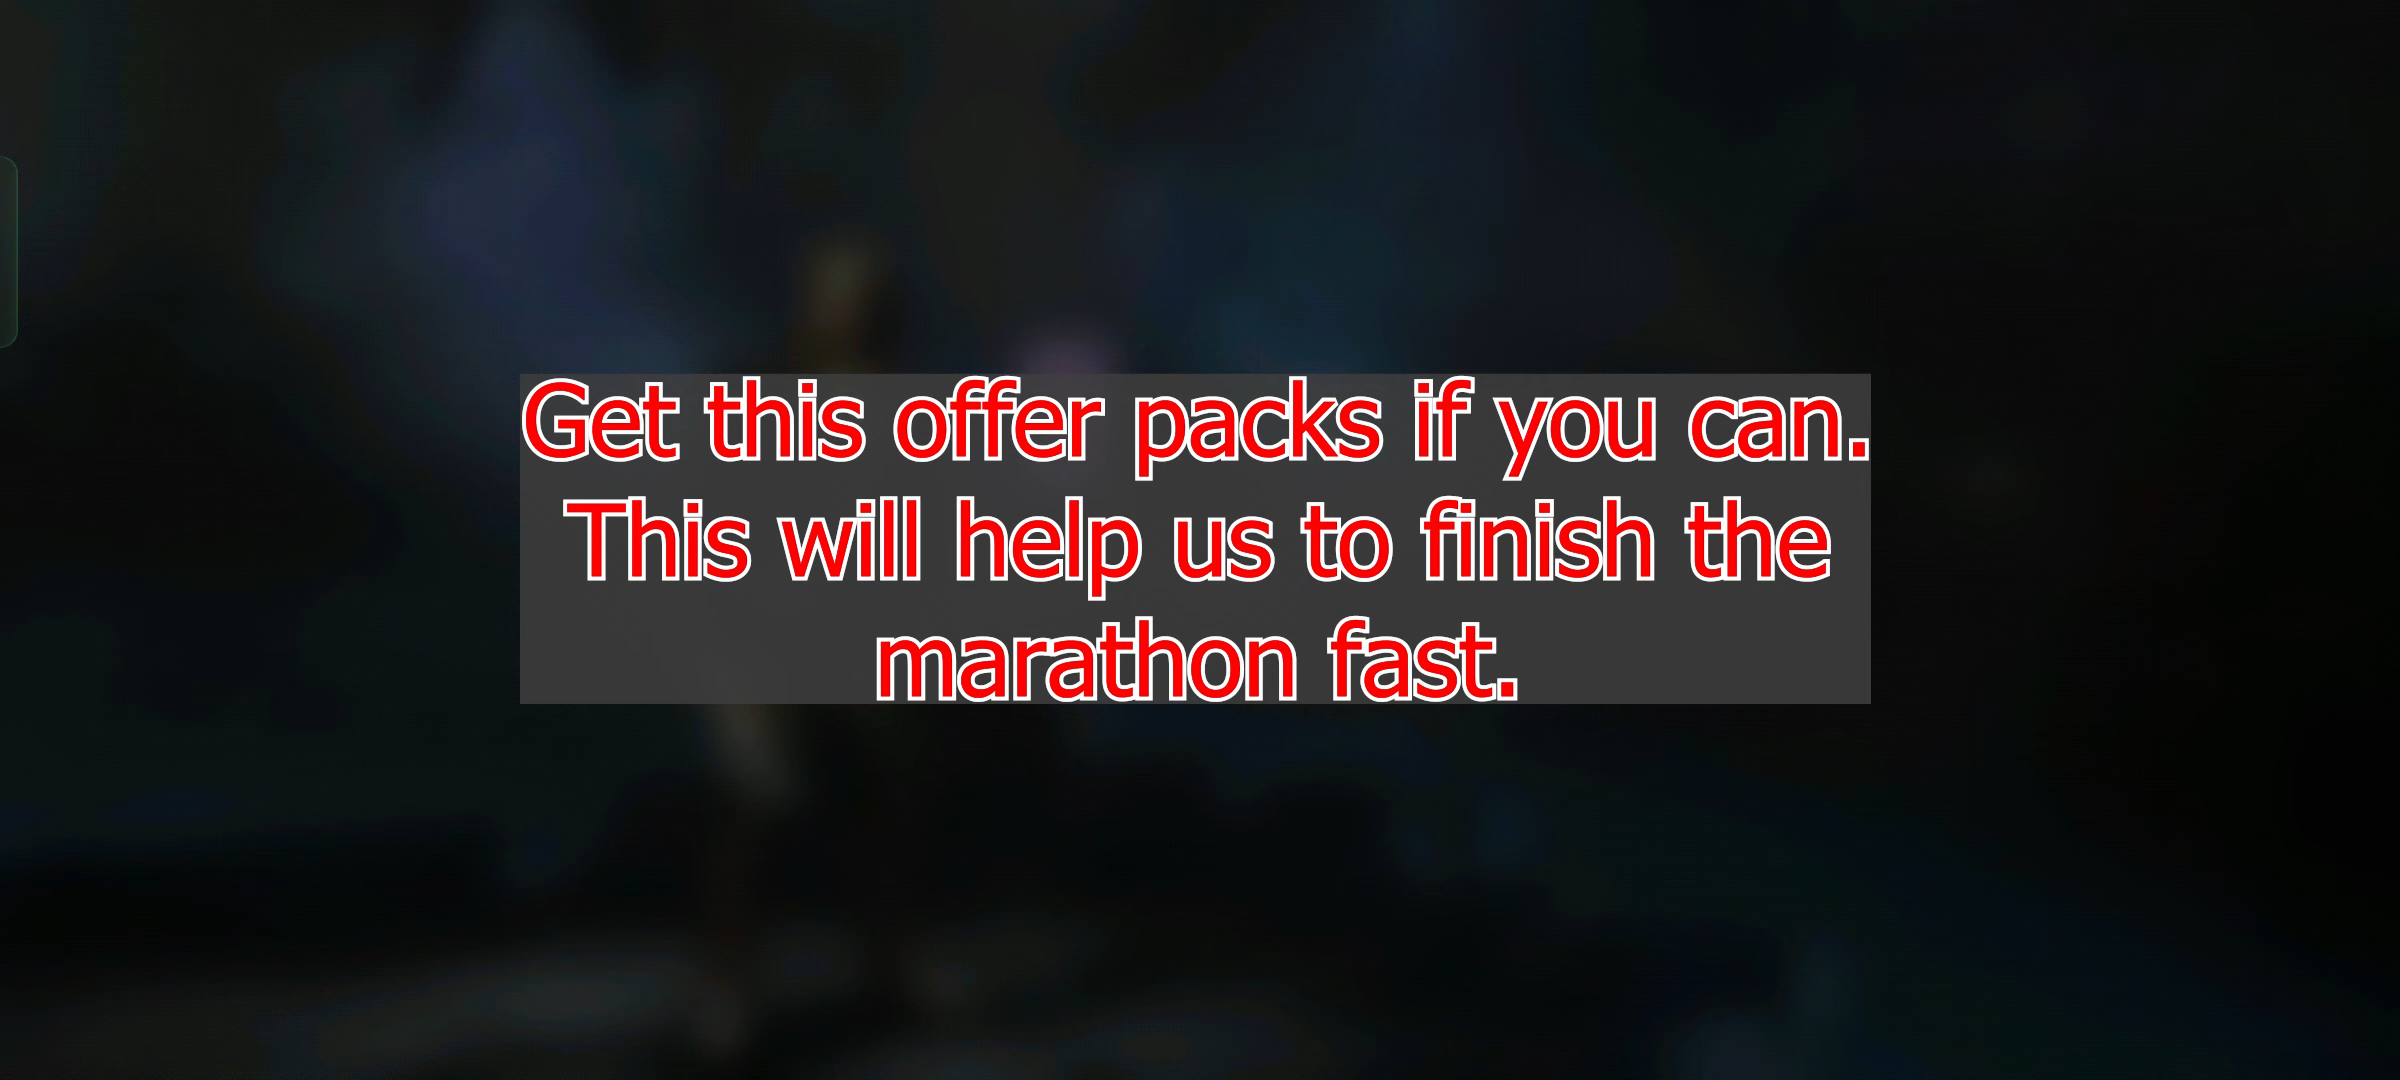 Get this offer packs if you can.
This will help us to finish the
marathon fast.